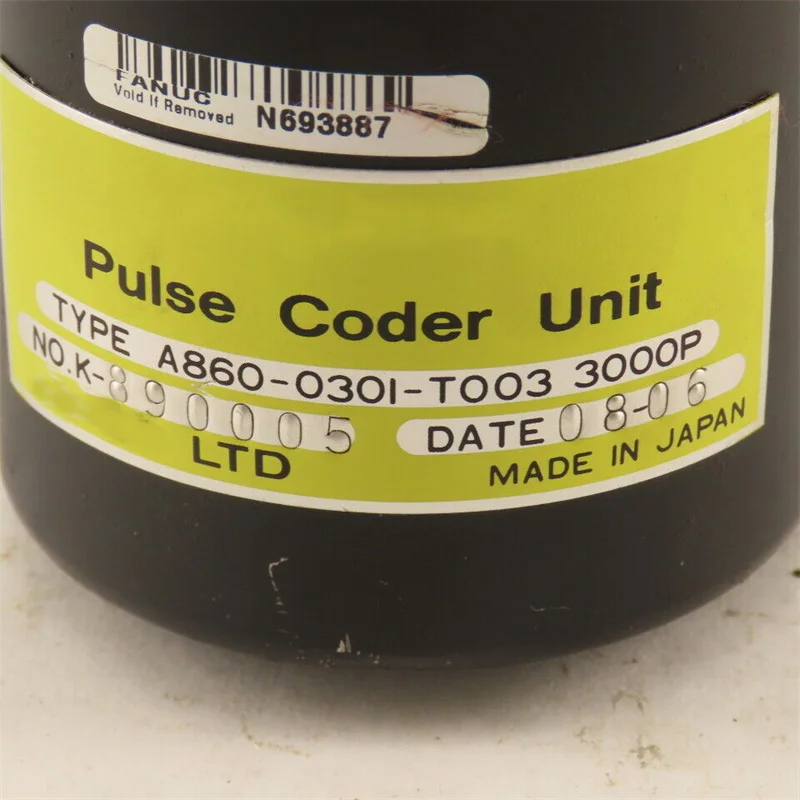 FANUC
Void If Removed N693887
Pulse Coder Unit
TYPE A860-0301-T003 3000P
NO.K-890005 DATE 08-06
LTD MADE IN JAPAN